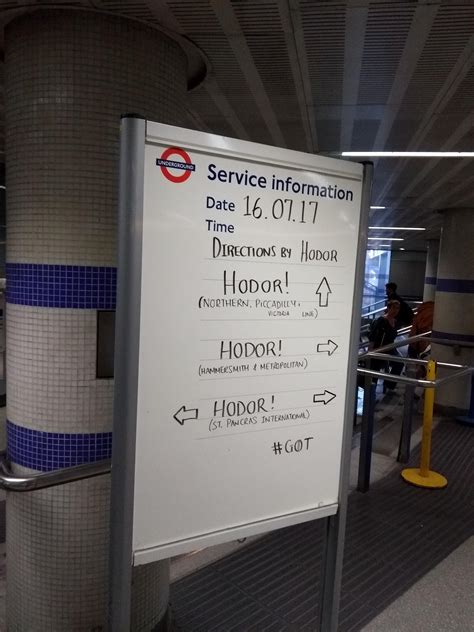 UNDERGROUND
Service information
Date 16.07.17
Time
DIRECTIONS BY HODOR
HODOR!
(NORTHERN, PICCADILLY &
VICTORIA LINE)
HODOR!
(HAMMERSMITH & METROPOLITAN)
HODOR!
(ST. PANCRAS INTERNATIONAL)
#GOT